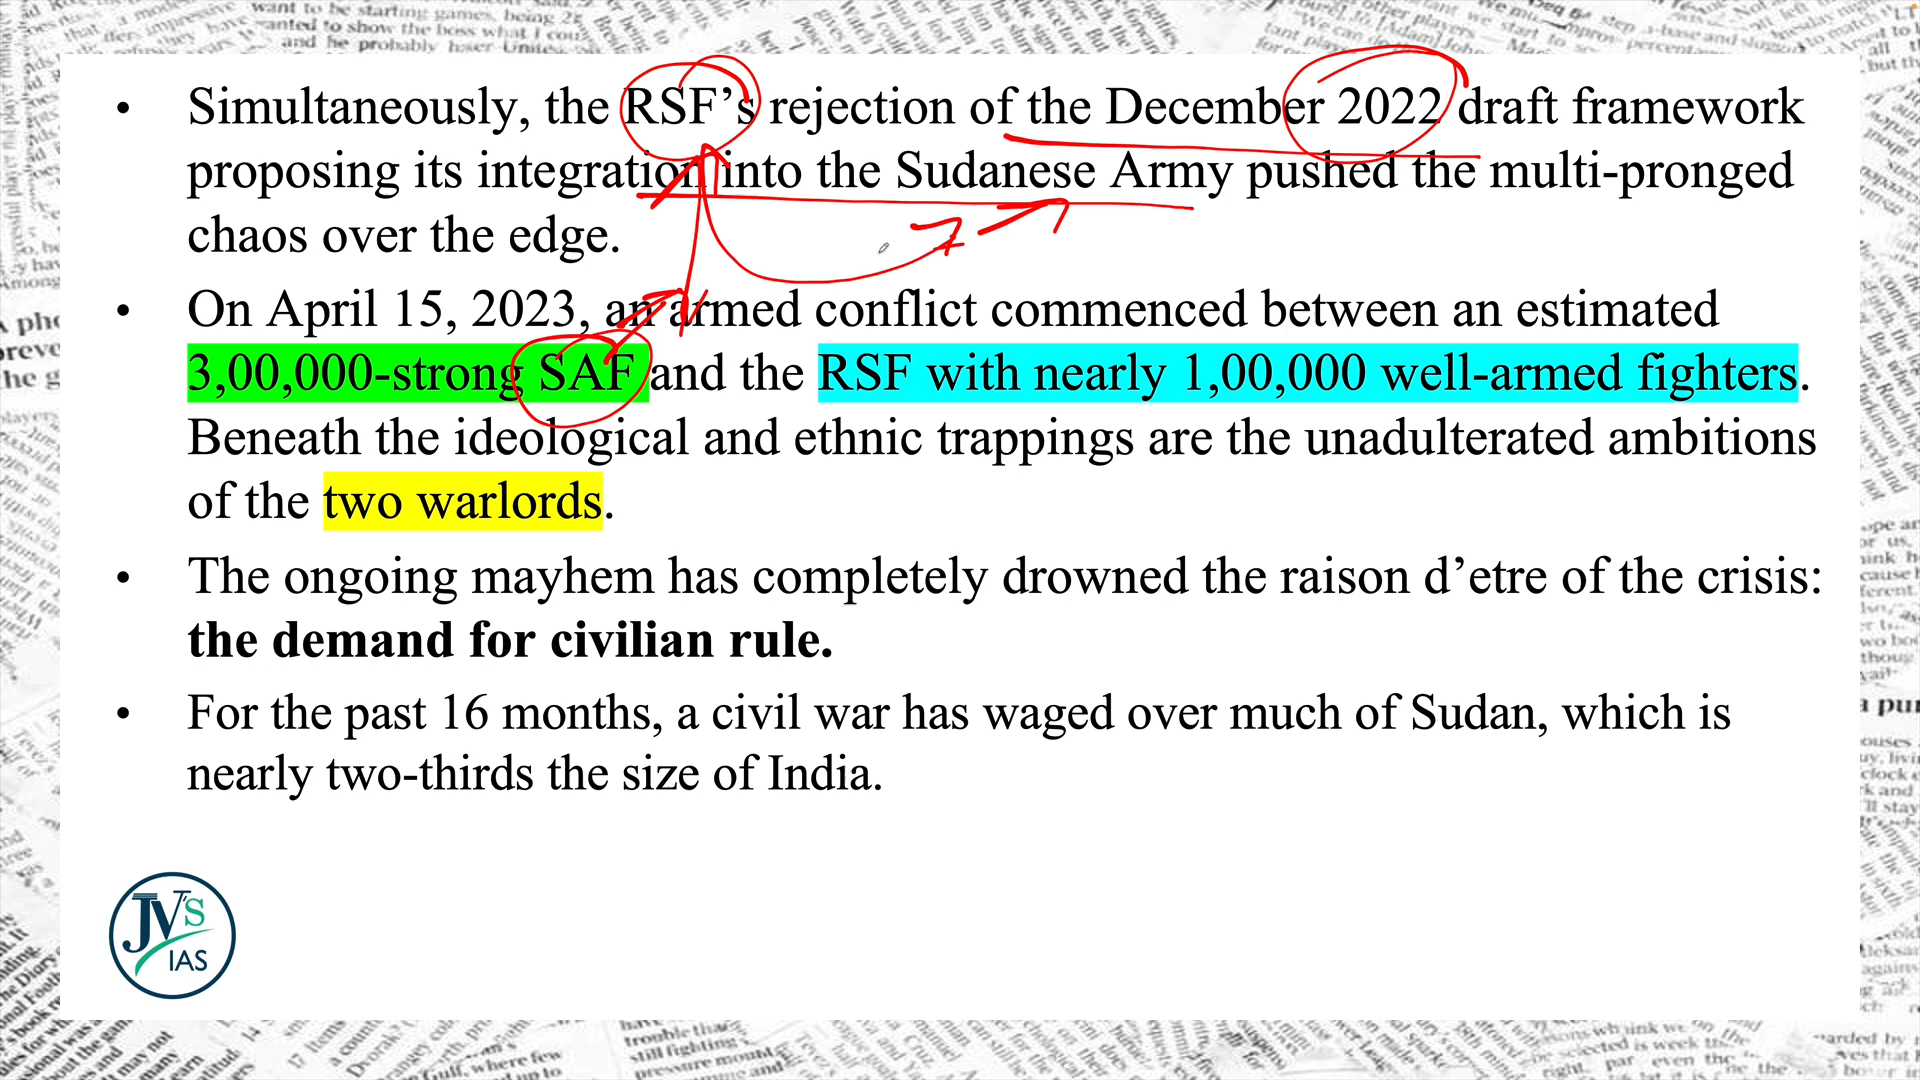 • Simultaneously, the RSF’s rejection of the December 2022 draft framework
proposing its integration into the Sudanese Army pushed the multi-pronged
chaos over the edge.
• On April 15, 2023, an armed conflict commenced between an estimated
3,00,000-strong SAF and the RSF with nearly 1,00,000 well-armed fighters.
Beneath the ideological and ethnic trappings are the unadulterated ambitions
of the two warlords.
• The ongoing mayhem has completely drowned the raison d’etre of the crisis:
the demand for civilian rule.
• For the past 16 months, a civil war has waged over much of Sudan, which is
nearly two-thirds the size of India.
JV'S
IAS